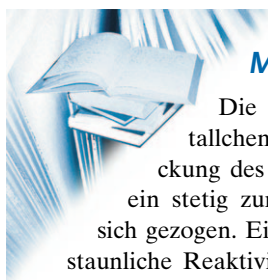 M
Die
tallchen
ckung des
ein stetig zu
sich gezogen. Ei
staunliche Reaktivi